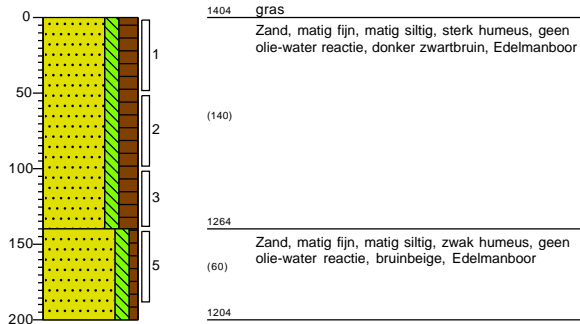 0
50
100
150
200
1
2
3
5
1404 gras
Zand, matig fijn, matig siltig, sterk humeus, geen
olie-water reactie, donker zwartbruin, Edelmanboor
(140)
1264
Zand, matig fijn, matig siltig, zwak humeus, geen
olie-water reactie, bruinbeige, Edelmanboor
(60)
1204